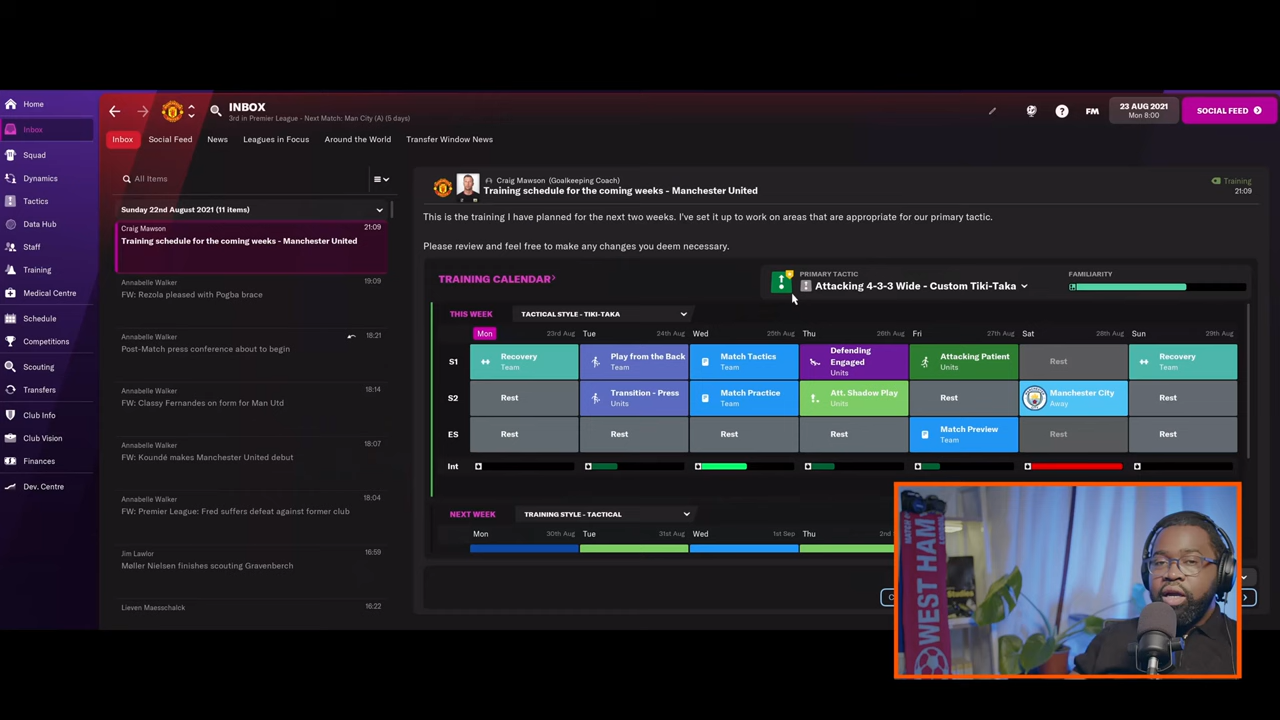 Home
Inbox
Squad
Dynamics
Tactics
Data Hub
Staff
Training
Medical Centre
Schedule
Competitions
Scouting
Transfers
Club Info
Club Vision
Finances
Dev. Centre
INBOX
3rd in Premier League - Next Match: Man City (A) (5 days)
FM
23 AUG 2021
Mon 8:00
SOCIAL FEED
Inbox
Social Feed
News
Leagues in Focus
Around the World
Transfer Window News
All Items
Sunday 22nd August 2021 (11 items)
Craig Mawson
21:09
Training schedule for the coming weeks - Manchester United
Annabelle Walker
19:09
FW: Rezola pleased with Pogba brace
Annabelle Walker
18:21
Post-Match press conference about to begin
Annabelle Walker
18:14
FW: Classy Fernandes on form for Man Utd
Annabelle Walker
18:07
FW: Koundé makes Manchester United debut
Annabelle Walker
18:04
FW: Premier League: Fred suffers defeat against former club
Jim Lawlor
16:59
Møller Nielsen finishes scouting Gravenberch
Lieven Maesschalck
16:22
Craig Mawson (Goalkeeping Coach)
Training schedule for the coming weeks - Manchester United
Training
21:09
This is the training I have planned for the next two weeks. I've set it up to work on areas that are appropriate for our primary tactic.
Please review and feel free to make any changes you deem necessary.
TRAINING CALENDAR
PRIMARY TACTIC
Attacking 4-3-3 Wide - Custom Tiki-Taka
FAMILIARITY
THIS WEEK
TACTICAL STYLE - TIKI-TAKA
Mon 23rd Aug Tue 24th Aug Wed 25th Aug Thu 26th Aug Fri 27th Aug Sat 28th Aug Sun 29th Aug
S1
Recovery
Team
Play from the Back
Units
Match Tactics
Team
Defending
Engaged
Units
Attacking Patient
Units
Rest
Recovery
Team
S2
Rest
Transition - Press
Units
Match Practice
Team
Att. Shadow Play
Units
Rest
Manchester City
Away
Rest
ES
Rest
Rest
Rest
Rest
Match Preview
Team
Rest
Rest
Int
NEXT WEEK
TRAINING STYLE - TACTICAL
Mon 30th Aug Tue 31st Aug Wed 1st Sep Thu
WEST HAM